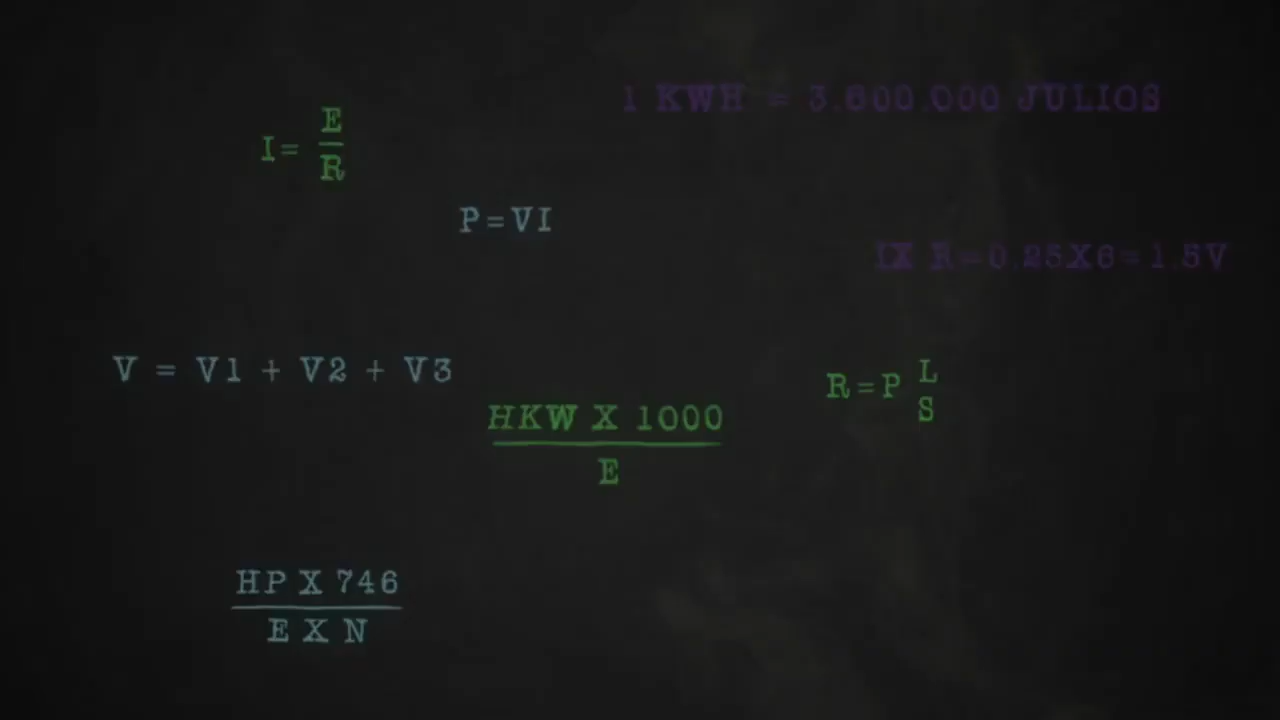 1 KWH = 3.600.000 JULIOS
I= E
R
P=VI
IX R=0.25X6=1.5V
V = V1 + V2 + V3
R=P L
S
HKW X 1000
E
HP X 746
E X N